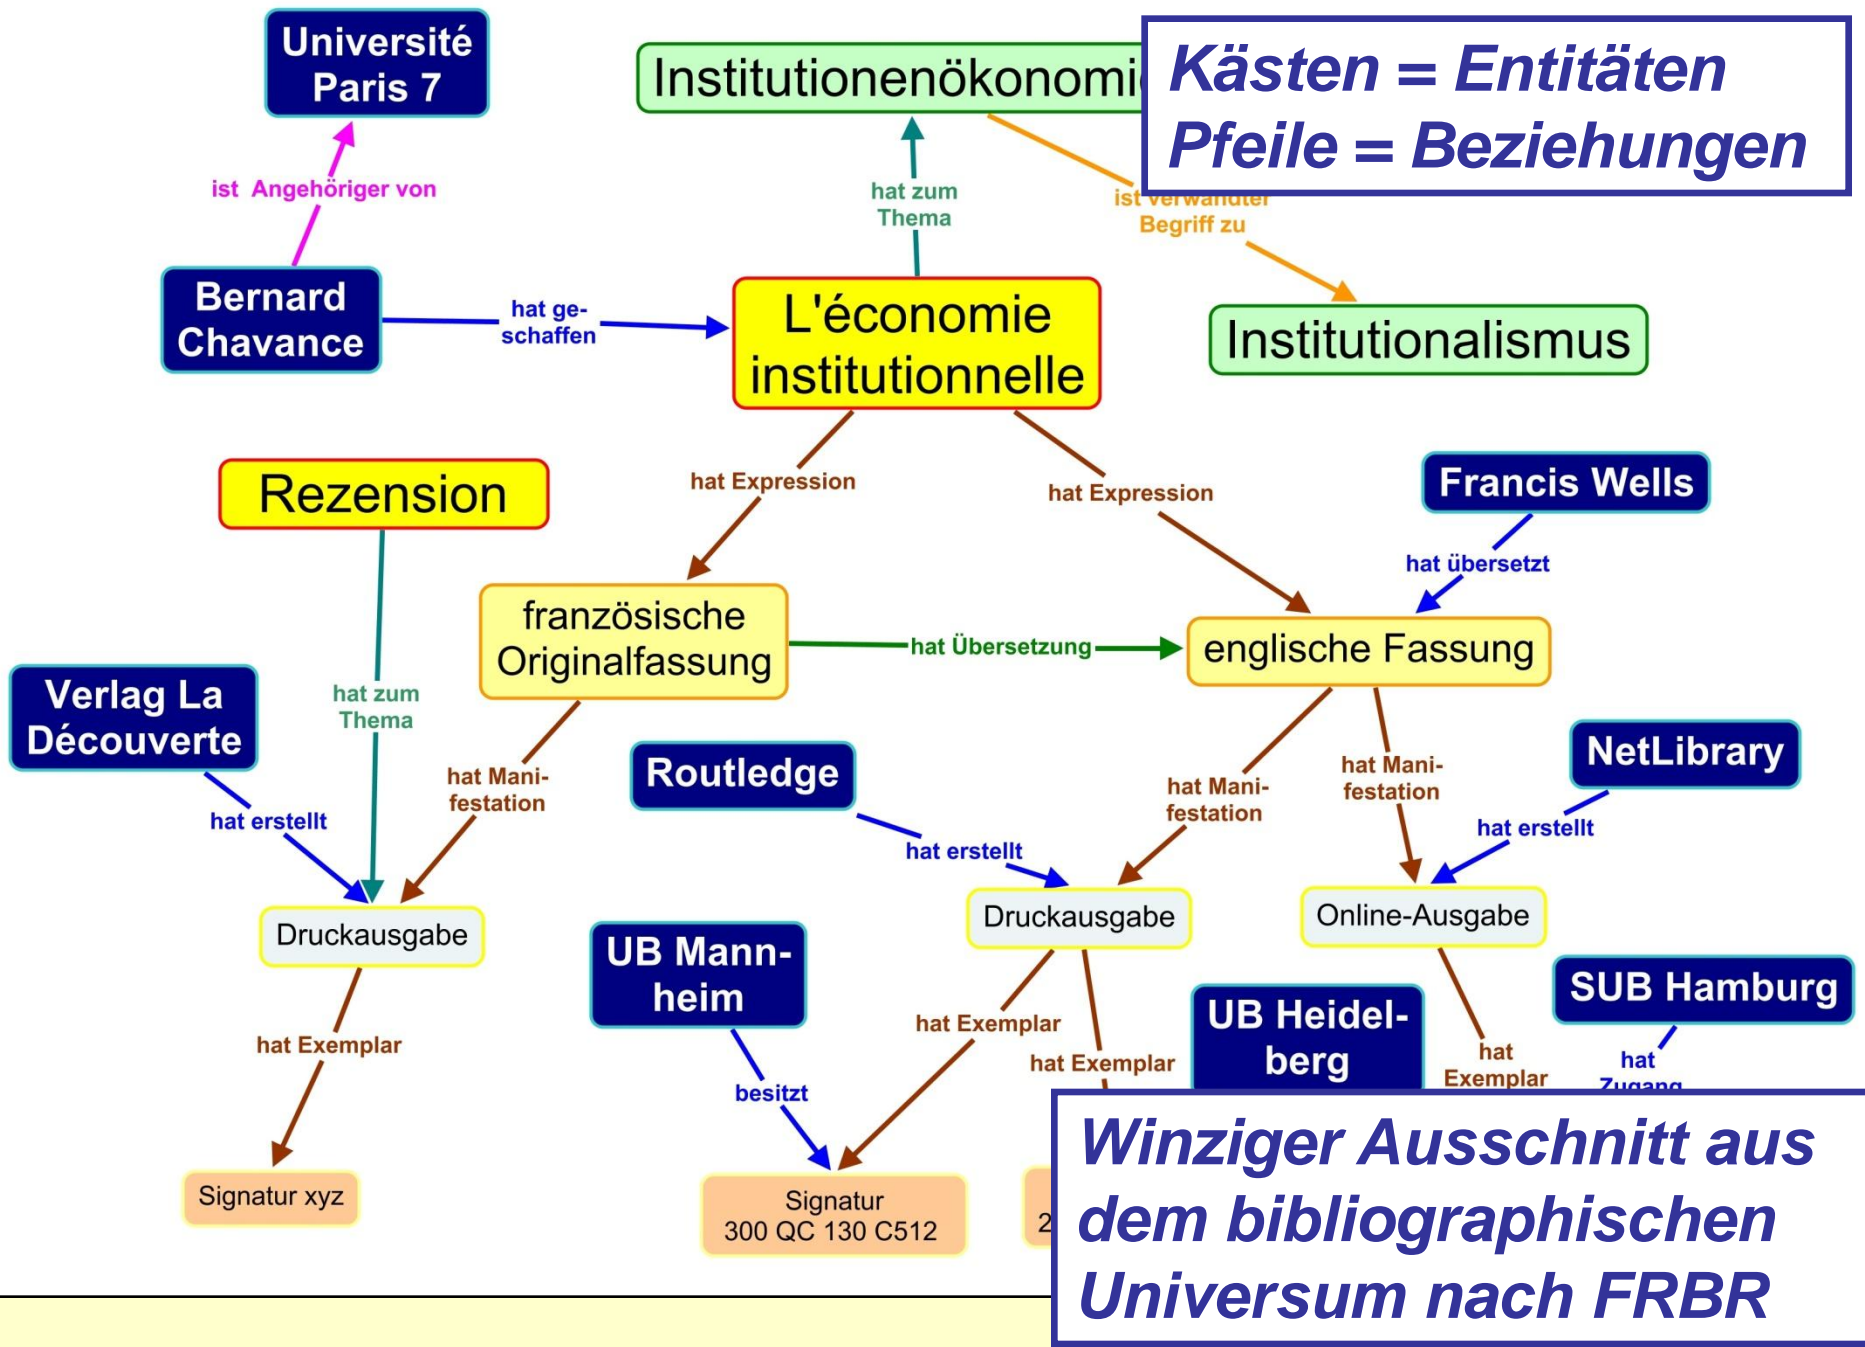 Université
Paris 7
Institutionenökonomi
Kästen = Entitäten
Pfeile = Beziehungen
ist Angehöriger von
hat zum
Thema
ist verwandter
Begriff zu
Bernard
Chavance
hat ge-
schaffen
L'économie
institutionnelle
Institutionalismus
Rezension
hat Expression
hat Expression
Francis Wells
hat übersetzt
französische
Originalfassung
hat Übersetzung
englische Fassung
Verlag La
Découverte
hat zum
Thema
hat Mani-
festation
Routledge
hat Mani-
festation
hat Mani-
festation
NetLibrary
hat erstellt
hat erstellt
hat erstellt
Druckausgabe
Druckausgabe
Online-Ausgabe
UB Mann-
heim
UB Heidel-
berg
SUB Hamburg
hat Exemplar
hat Exemplar
hat Exemplar
hat
Exemplar
hat
Zugang
besitzt
Signatur xyz
Signatur
300 QC 130 C512
2
Winziger Ausschnitt aus
dem bibliographischen
Universum nach FRBR